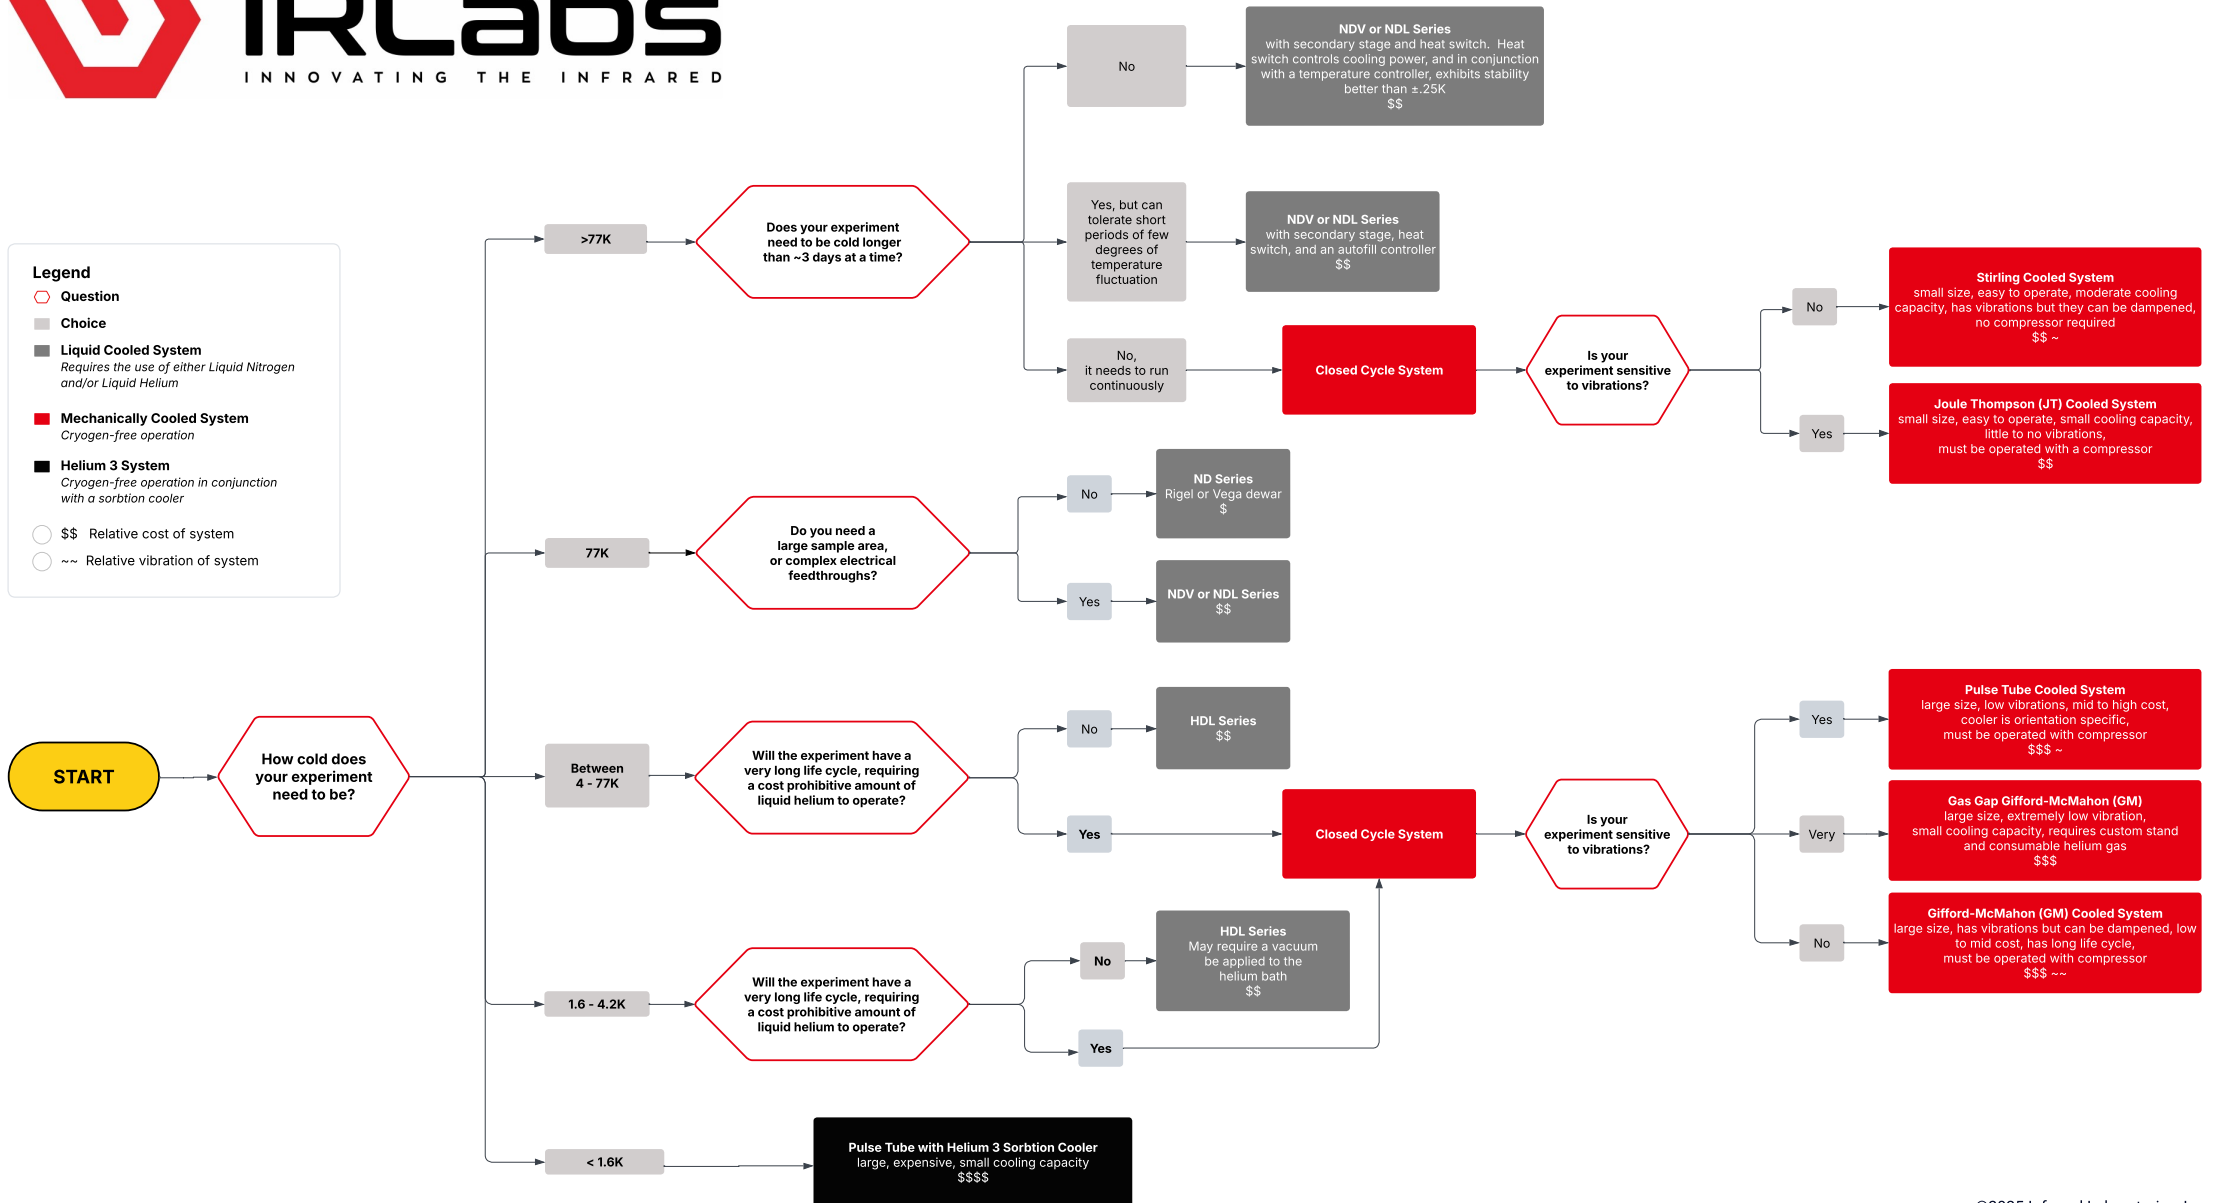 IRLabs
INNOVATING THE INFRARED
Legend
Question
Choice
Liquid Cooled System
Requires the use of either Liquid Nitrogen
and/or Liquid Helium
Mechanically Cooled System
Cryogen-free operation
Helium 3 System
Cryogen-free operation in conjunction
with a sorbtion cooler
$$ Relative cost of system
~~ Relative vibration of system
START
How cold does
your experiment
need to be?
>77K
Does your experiment
need to be cold longer
than ~3 days at a time?
No
NDV or NDL Series
with secondary stage and heat switch. Heat
switch controls cooling power, and in conjunction
with a temperature controller, exhibits stability
better than ±.25K
$$
Yes, but can
tolerate short
periods of few
degrees of
temperature
fluctuation
NDV or NDL Series
with secondary stage, heat
switch, and an autofill controller
$$
No,
it needs to run
continuously
Closed Cycle System
Is your
experiment sensitive
to vibrations?
No
Stirling Cooled System
small size, easy to operate, moderate cooling
capacity, has vibrations but they can be dampened,
no compressor required
$$ ~
Yes
Joule Thompson (JT) Cooled System
small size, easy to operate, small cooling capacity,
little to no vibrations,
must be operated with a compressor
$$
77K
Do you need a
large sample area,
or complex electrical
feedthroughs?
No
ND Series
Rigel or Vega dewar
$
Yes
NDV or NDL Series
$$
Between
4 - 77K
Will the experiment have a
very long life cycle, requiring
a cost prohibitive amount of
liquid helium to operate?
No
HDL Series
$$
Yes
Closed Cycle System
Is your
experiment sensitive
to vibrations?
Yes
Pulse Tube Cooled System
large size, low vibrations, mid to high cost,
cooler is orientation specific,
must be operated with compressor
$$$ ~
Very
Gas Gap Gifford-McMahon (GM)
large size, extremely low vibration,
small cooling capacity, requires custom stand
and consumable helium gas
$$$
No
Gifford-McMahon (GM) Cooled System
large size, has vibrations but can be dampened, low
to mid cost, has long life cycle,
must be operated with compressor
$$$ ~~
1.6 - 4.2K
Will the experiment have a
very long life cycle, requiring
a cost prohibitive amount of
liquid helium to operate?
No
HDL Series
May require a vacuum
be applied to the
helium bath
$$
Yes
< 1.6K
Pulse Tube with Helium 3 Sorbtion Cooler
large, expensive, small cooling capacity
$$$$